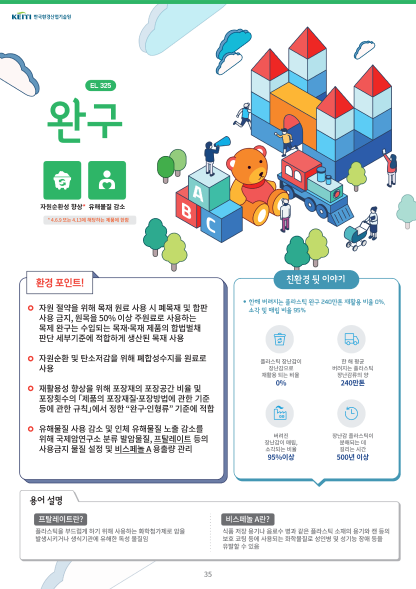 KEITI 한국환경산업기술원
EL 325
완구
자원순환성 향상* 유해물질 감소
A
B
C
환경 포인트!
자원 절약을 위해 목재 원료 사용 시 폐목재 및 합판
사용 금지, 원목을 50% 이상 주원료로 사용하는
목제 완구는 수입되는 목재·목재 제품의 합법벌채
판단 세부기준에 적합하게 생산된 목재 사용
자원순환 및 탄소저감을 위해 폐합성수지를 원료로
사용
재활용성 향상을 위해 포장재의 포장공간 비율 및
포장횟수의 「제품의 포장재질·포장방법에 관한 기준
등에 관한 규칙」에서 정한 “완구·인형류” 기준에 적합
유해물질 사용 감소 및 인체 유해물질 노출 감소를
위해 국제암연구소 분류 발암물질, 프탈레이트 등의
사용금지 물질 설정 및 비스페놀 A 용출량 관리
친환경 뒷 이야기
• 한해 버려지는 플라스틱 완구 240만톤 재활용 비율 0%,
소각 및 매립 비율 95%
플라스틱 장난감이
장난감으로
재활용 되는 비율
0%
한 해 평균
버려지는 플라스틱
장난감류의 양
240만톤
버려진
장난감이 매립,
소각되는 비율
95%이상
장난감 플라스틱이
분해되는 데
걸리는 시간
500년 이상
용어 설명
프탈레이트란?
플라스틱을 부드럽게 하기 위해 사용하는 화학첨가제로 암을
발생시키거나 생식기관에 유해한 독성 물질임
비스페놀 A란?
식품 저장 용기나 음료수 병과 같은 플라스틱 소재의 용기와 캔 등의
보호 코팅 등에 사용되는 화학물질로 성인병 및 성기능 장애 등을
유발할 수 있음
35